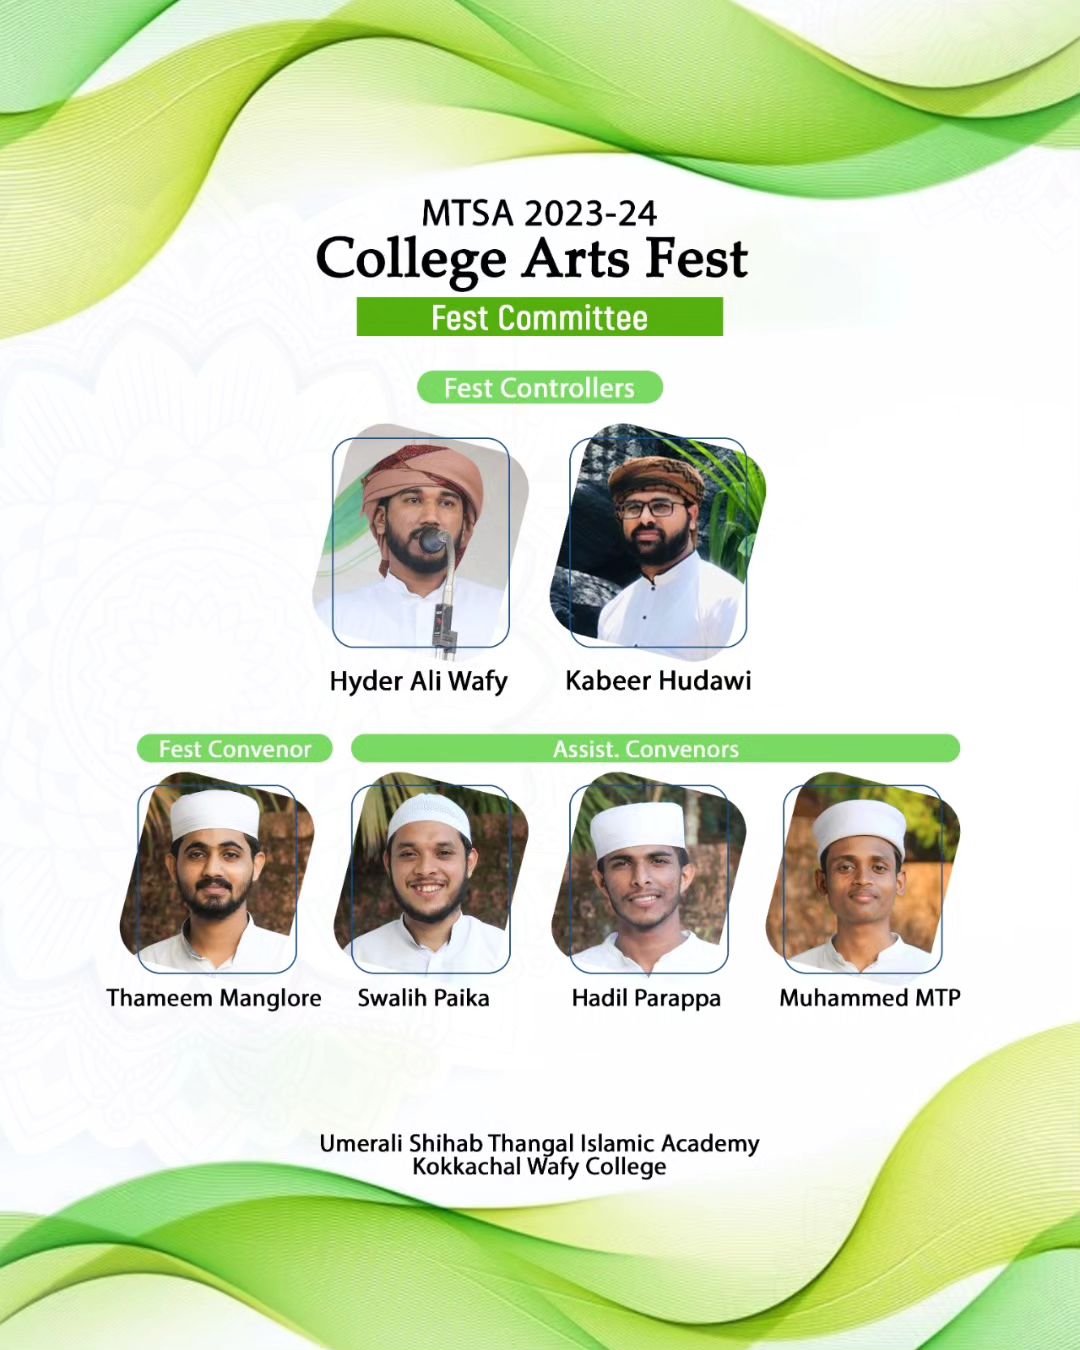 MTSA 2023-24
College Arts Fest
Fest Committee
Fest Controllers
Hyder Ali Wafy
Kabeer Hudawi
Fest Convenor
Assist. Convenors
Thameem Manglore
Swalih Paika
Hadil Parappa
Muhammed MTP
Umerali Shihab Thangal Islamic Academy
Kokkachal Wafy College